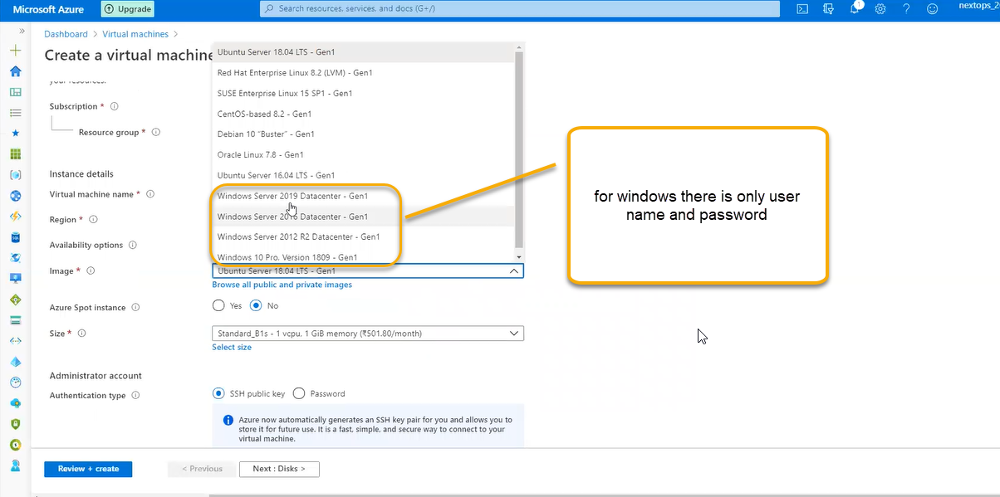 Microsoft Azure
Upgrade
Search resources, services, and docs (G+/)
1
nextops_2
Dashboard > Virtual machines >
Create a virtual machine
your resources.
Subscription *
Resource group *
Instance details
Virtual machine name *
Region *
Availability options
Image *
Ubuntu Server 18.04 LTS - Gen1
Red Hat Enterprise Linux 8.2 (LVM) - Gen1
SUSE Enterprise Linux 15 SP1 - Gen1
CentOS-based 8.2 - Gen1
Debian 10 "Buster" - Gen1
Oracle Linux 7.8 - Gen1
Ubuntu Server 16.04 LTS - Gen1
Windows Server 2019 Datacenter - Gen1
Windows Server 2016 Datacenter - Gen1
Windows Server 2012 R2 Datacenter - Gen1
Windows 10 Pro, Version 1809 - Gen1
Ubuntu Server 18.04 LTS - Gen1
Browse all public and private images
for windows there is only user
name and password
Azure Spot instance
Yes No
Size *
Standard_B1s - 1 vcpu, 1 GiB memory (₹501.80/month)
Select size
Administrator account
Authentication type
SSH public key Password
Azure now automatically generates an SSH key pair for you and allows you to
store it for future use. It is a fast, simple, and secure way to connect to your
virtual machine.
Review + create
< Previous
Next : Disks >